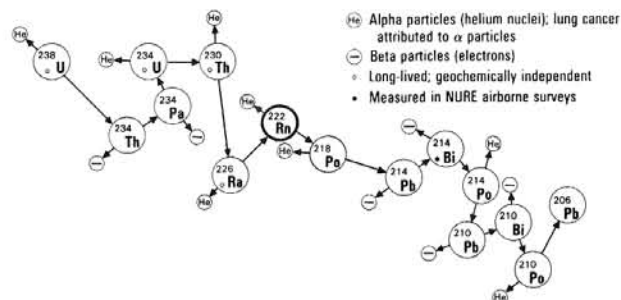 He Alpha particles (helium nuclei); lung cancer
attributed to α particles
− Beta particles (electrons)
Long-lived; geochemically independent
Measured in NURE airborne surveys
He
238 U
He
234 U
He
230 Th
234 Th
−
234 Pa
−
226 Ra
He
He
222 Rn
He
218 Po
214 Pb
−
−
214 Bi
He
214 Po
210 Pb
−
−
210 Bi
206 Pb
210 Po
He